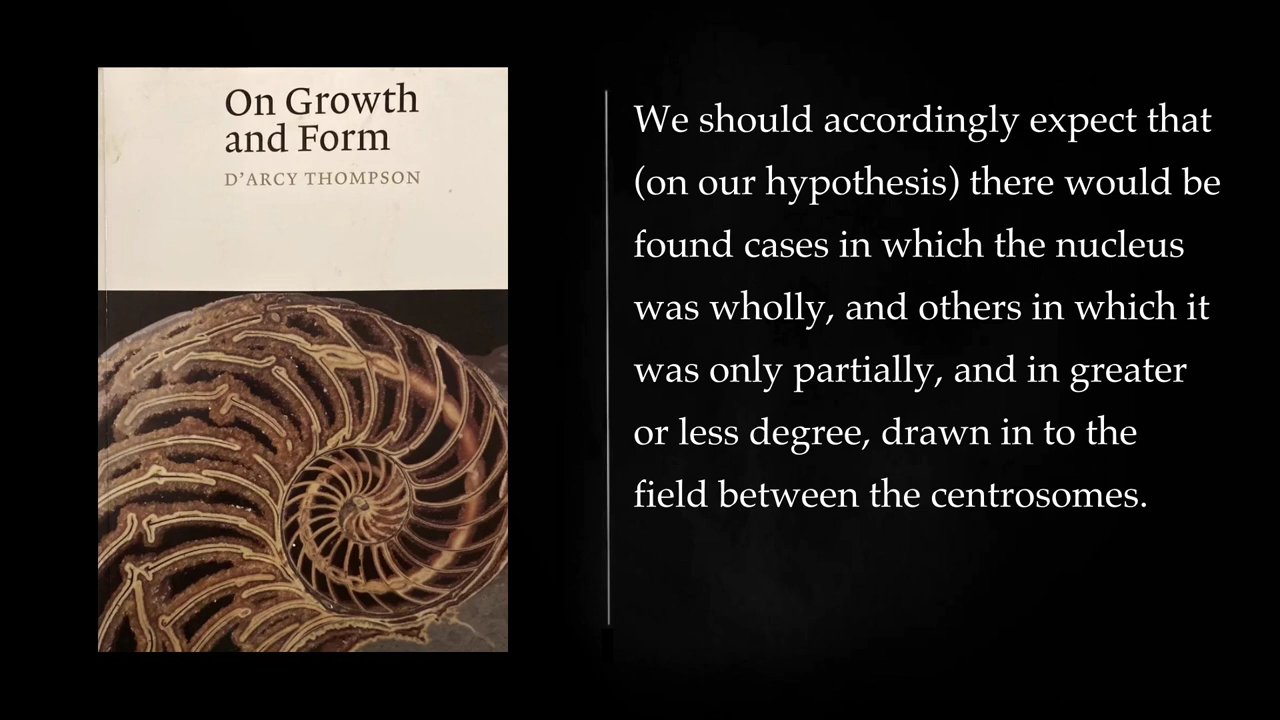 On Growth
and Form
D'ARCY THOMPSON
We should accordingly expect that
(on our hypothesis) there would be
found cases in which the nucleus
was wholly, and others in which it
was only partially, and in greater
or less degree, drawn in to the
field between the centrosomes.